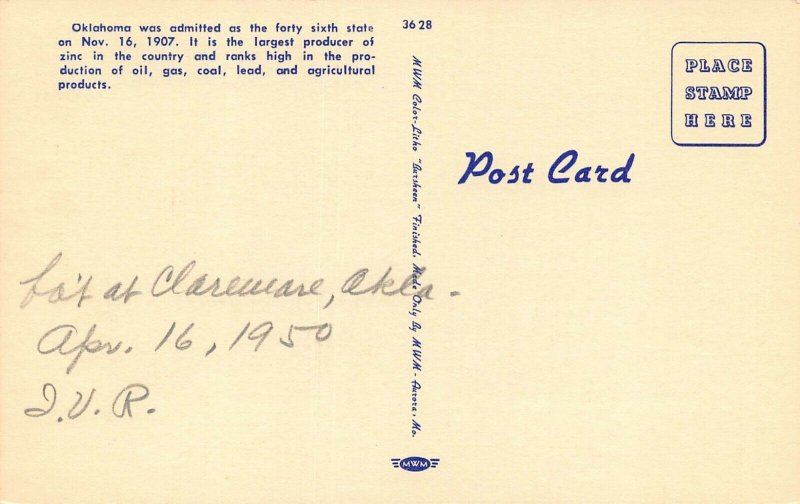 Oklahoma was admitted as the forty sixth state
on Nov. 16, 1907. It is the largest producer of
zinc in the country and ranks high in the pro-
duction of oil, gas, coal, lead, and agricultural
products.
3628
MWM Color-Litho "Lursheen" Finished. Made Only By MWM - Aurora, Mo.
PLACE
STAMP
HERE
Post Card
bo't at Claremore, Okla.
Apr. 16, 1950
I.V.R.
MWM